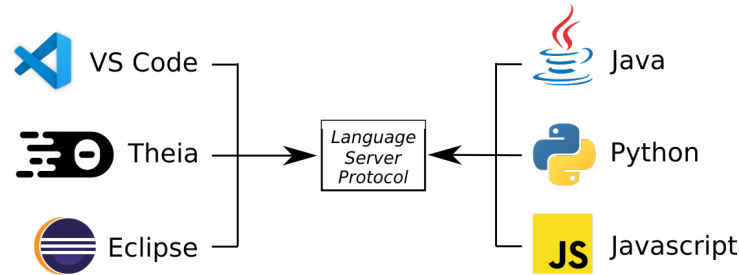 VS Code
Theia
Eclipse
Language
Server
Protocol
Java
Python
JS
Javascript